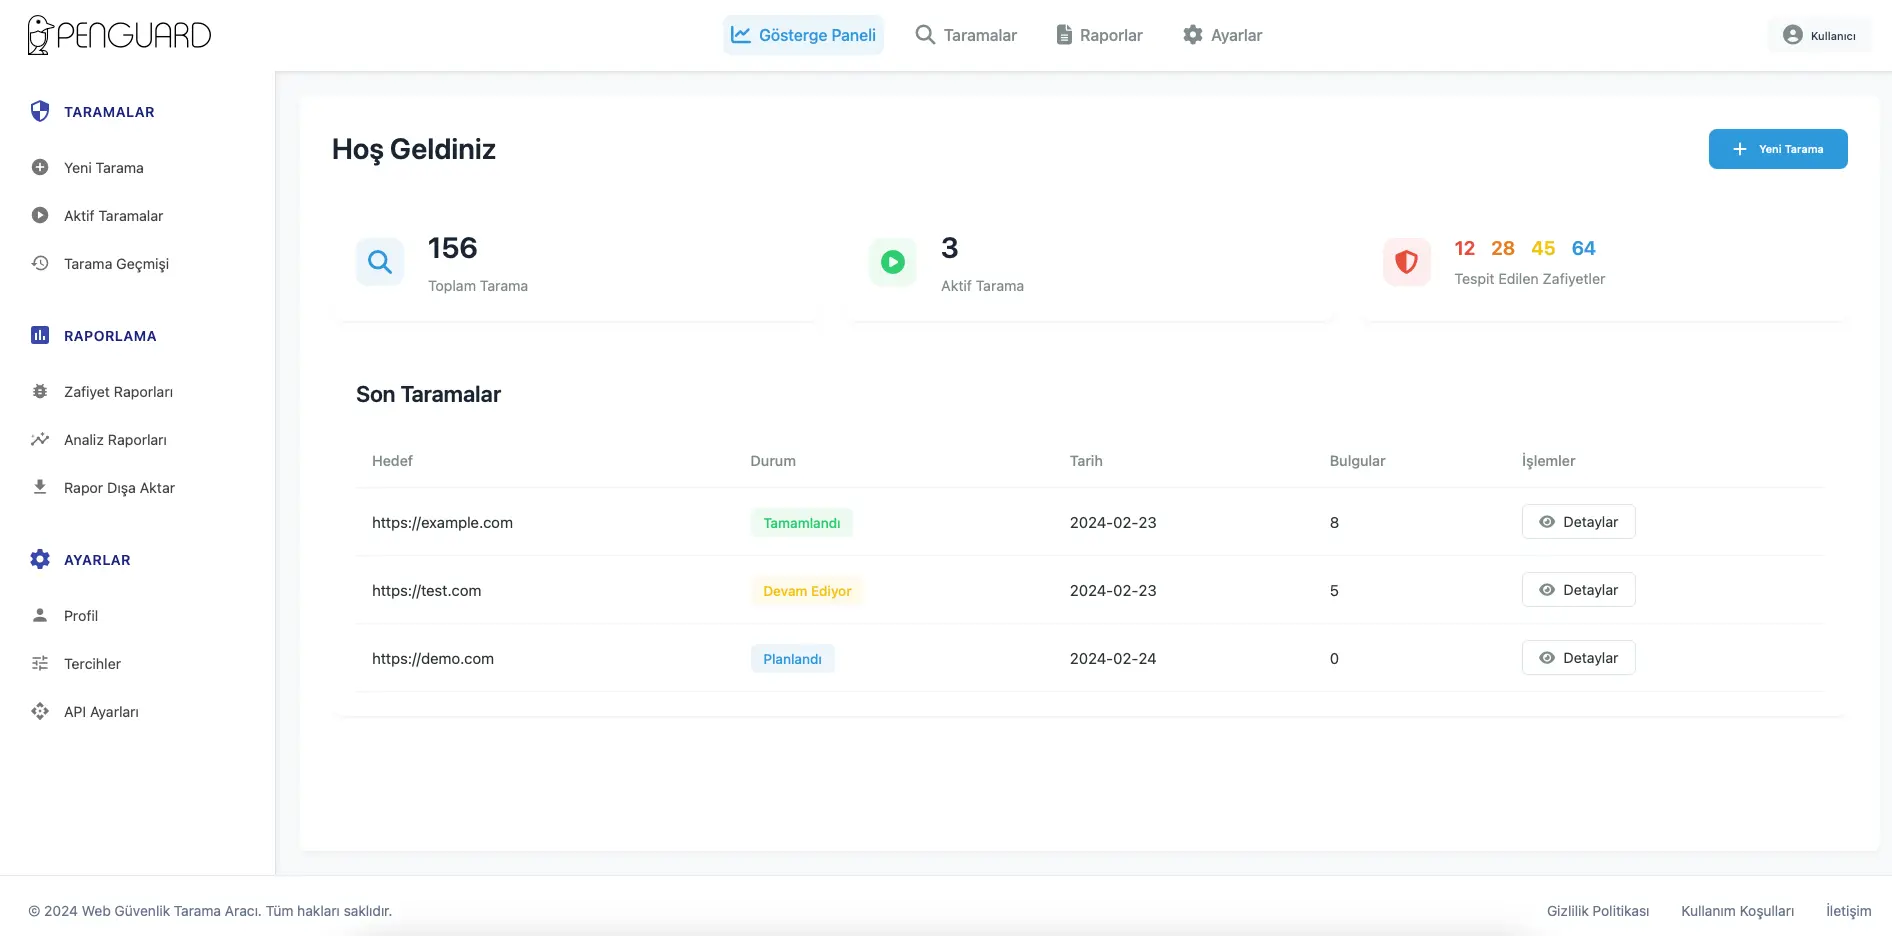 PENGUARD
Gösterge Paneli
Taramalar
Raporlar
Ayarlar
Kullanıcı
TARAMALAR
Yeni Tarama
Aktif Taramalar
Tarama Geçmişi
RAPORLAMA
Zafiyet Raporları
Analiz Raporları
Rapor Dışa Aktar
AYARLAR
Profil
Tercihler
API Ayarları
Hoş Geldiniz
Yeni Tarama
156
Toplam Tarama
3
Aktif Tarama
12 28 45 64
Tespit Edilen Zafiyetler
Son Taramalar
Hedef Durum Tarih Bulgular İşlemler
https://example.com Tamamlandı 2024-02-23 8 Detaylar
https://test.com Devam Ediyor 2024-02-23 5 Detaylar
https://demo.com Planlandı 2024-02-24 0 Detaylar
© 2024 Web Güvenlik Tarama Aracı. Tüm hakları saklıdır.
Gizlilik Politikası Kullanım Koşulları İletişim